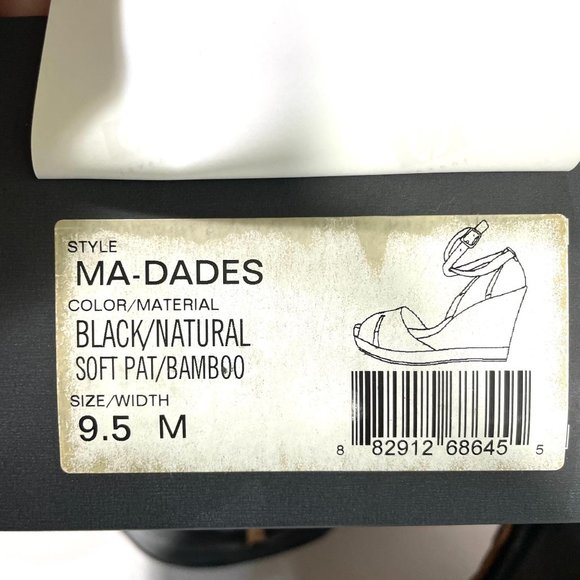 STYLE
MA-DADES
COLOR/MATERIAL
BLACK/NATURAL
SOFT PAT/BAMBOO
SIZE/WIDTH
9.5 M
8 82912 68645 5